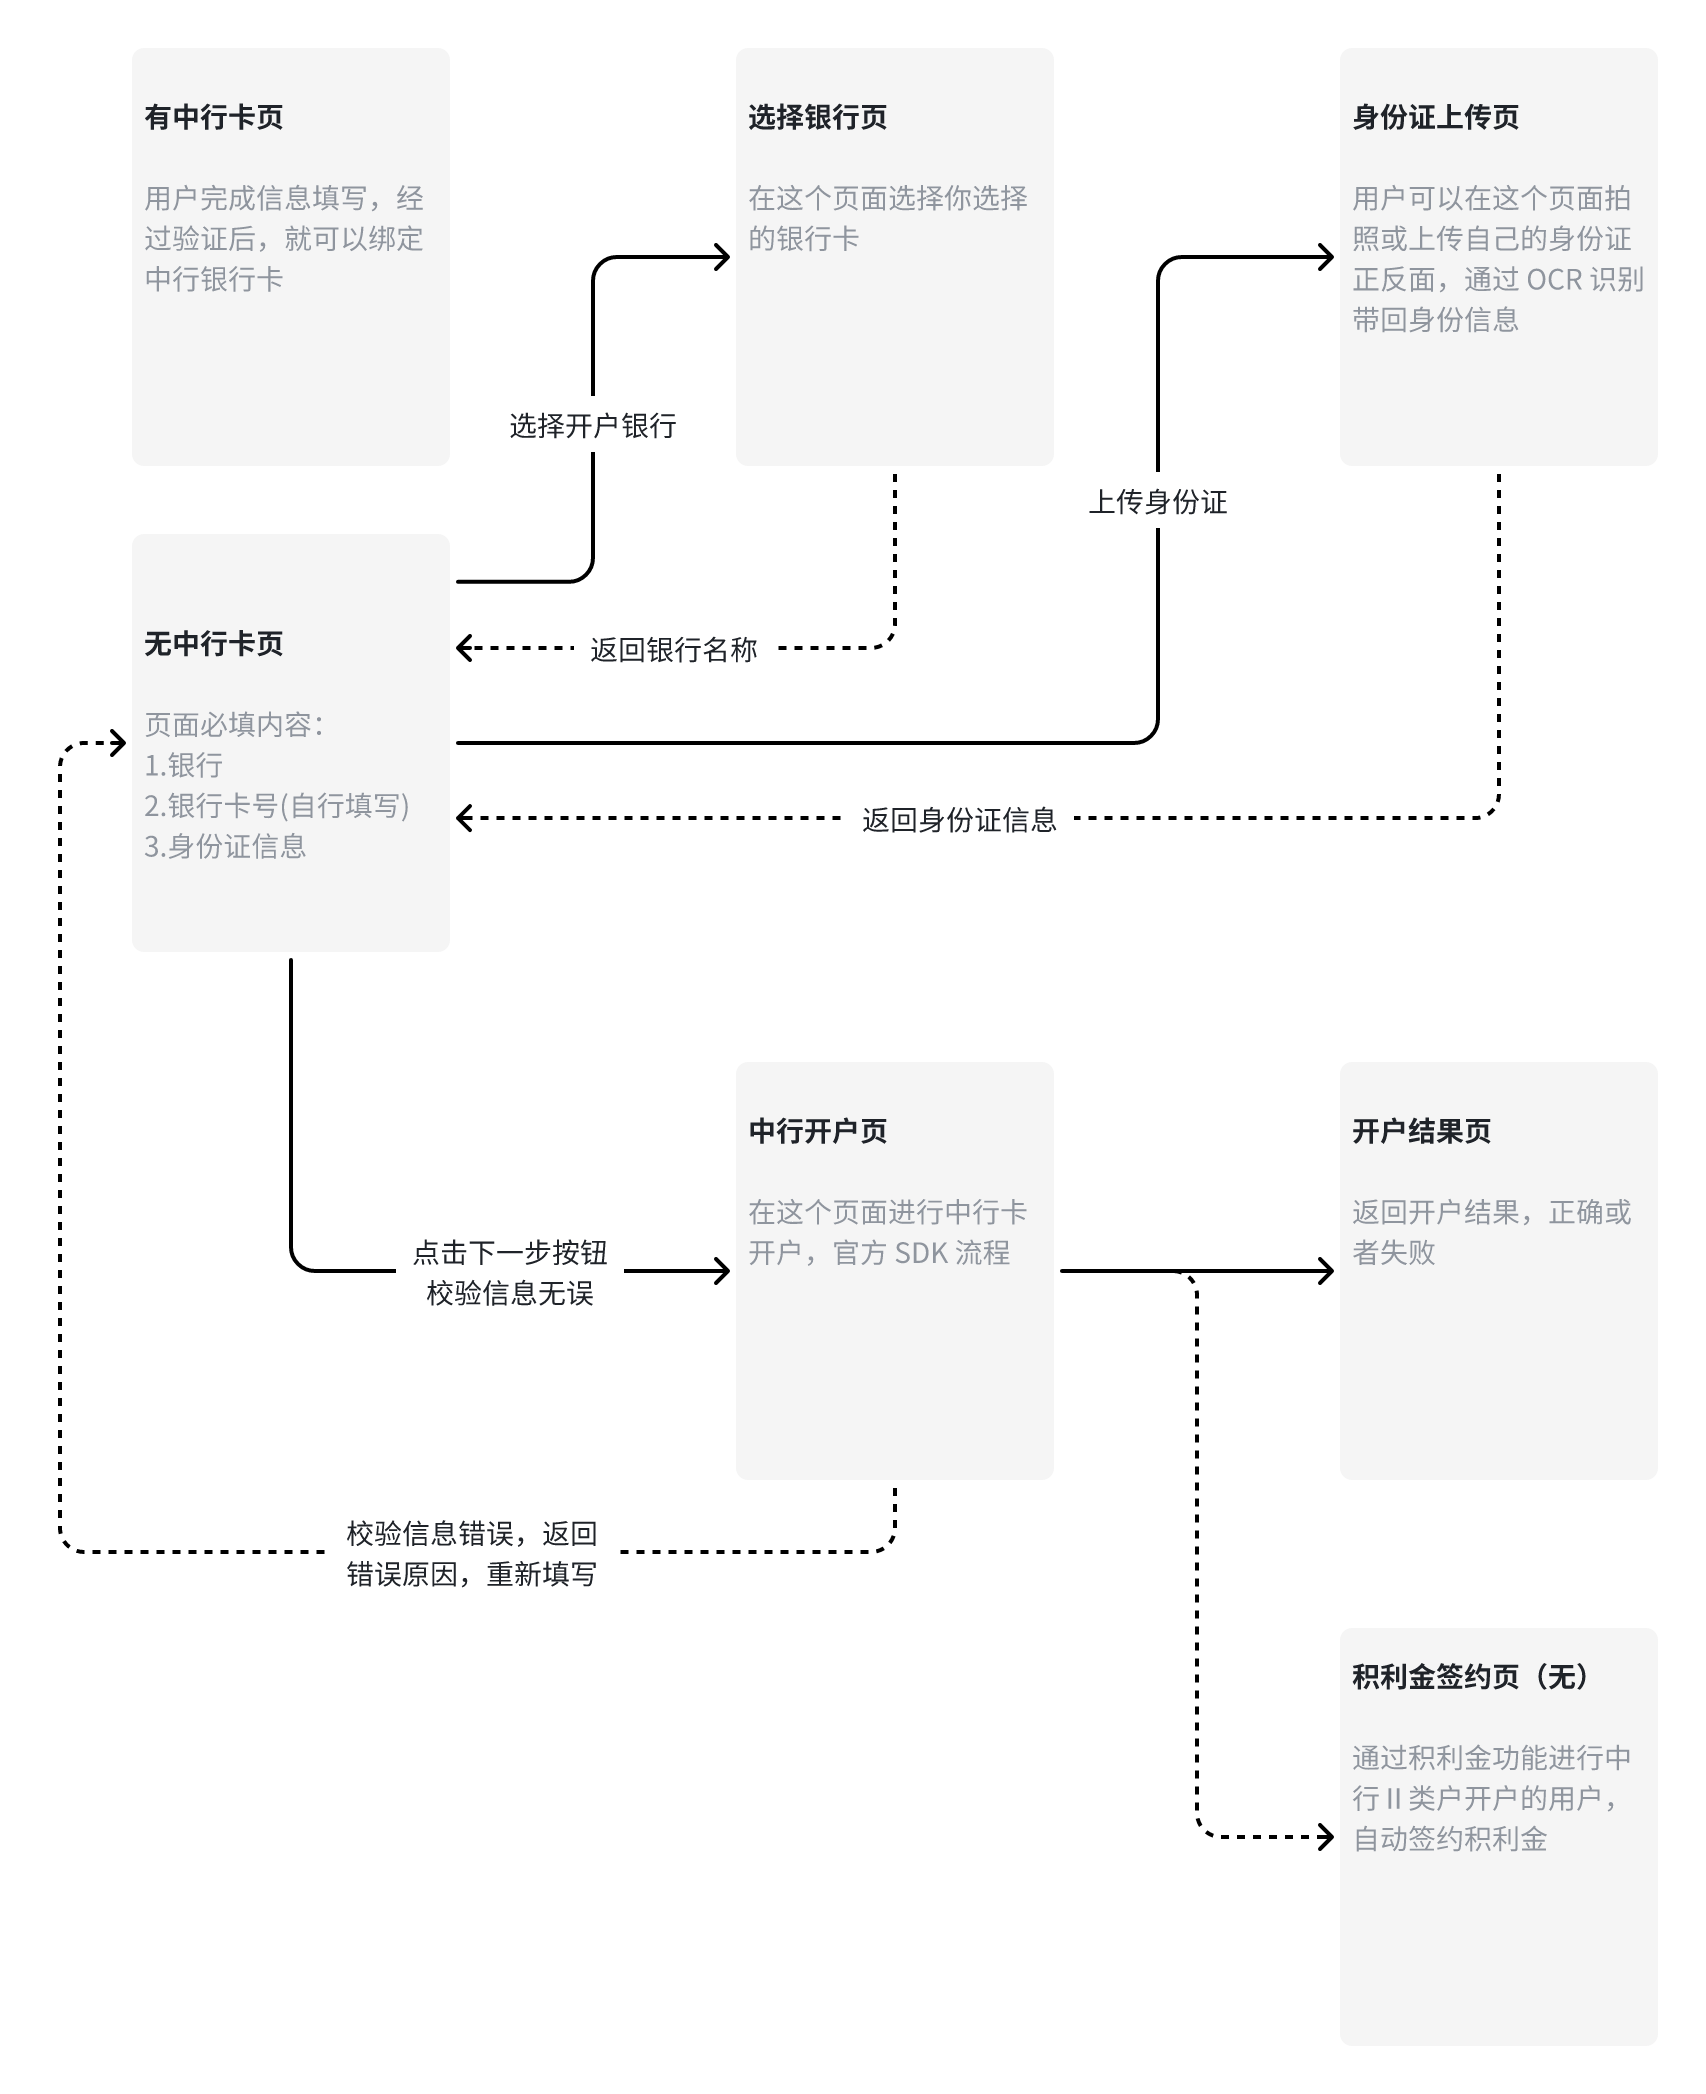 有中行卡页
用户完成信息填写，经
过验证后，就可以绑定
中行银行卡
选择银行页
在这个页面选择你选择
的银行卡
身份证上传页
用户可以在这个页面拍
照或上传自己的身份证
正反面，通过 OCR 识别
带回身份信息
选择开户银行
上传身份证
无中行卡页
页面必填内容：
1.银行
2.银行卡号(自行填写)
3.身份证信息
返回银行名称
返回身份证信息
点击下一步按钮
校验信息无误
中行开户页
在这个页面进行中行卡
开户，官方 SDK 流程
开户结果页
返回开户结果，正确或
者失败
校验信息错误，返回
错误原因，重新填写
积利金签约页（无）
通过积利金功能进行中
行 II 类户开户的用户，
自动签约积利金